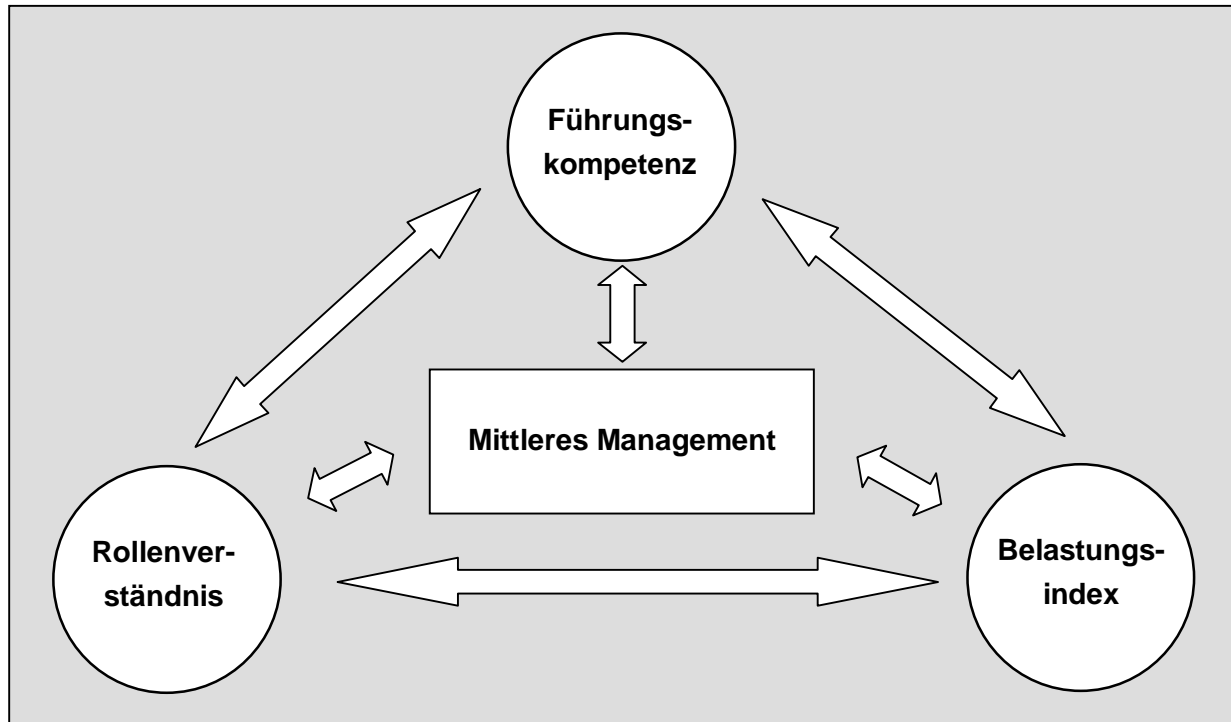 Führungs-
kompetenz
Mittleres Management
Rollenver-
ständnis
Belastungs-
index